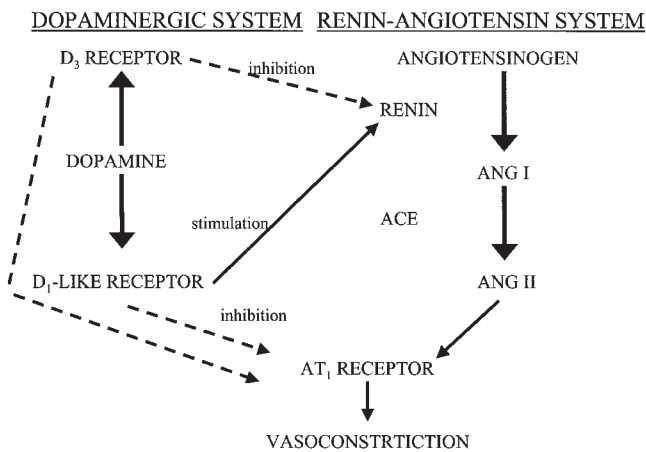 DOPAMINERGIC SYSTEM RENIN-ANGIOTENSIN SYSTEM
D₃ RECEPTOR
inhibition
ANGIOTENSINOGEN
RENIN
DOPAMINE
ANG I
stimulation
ACE
D₁-LIKE RECEPTOR
ANG II
inhibition
AT₁ RECEPTOR
VASOCONSTRTICTION